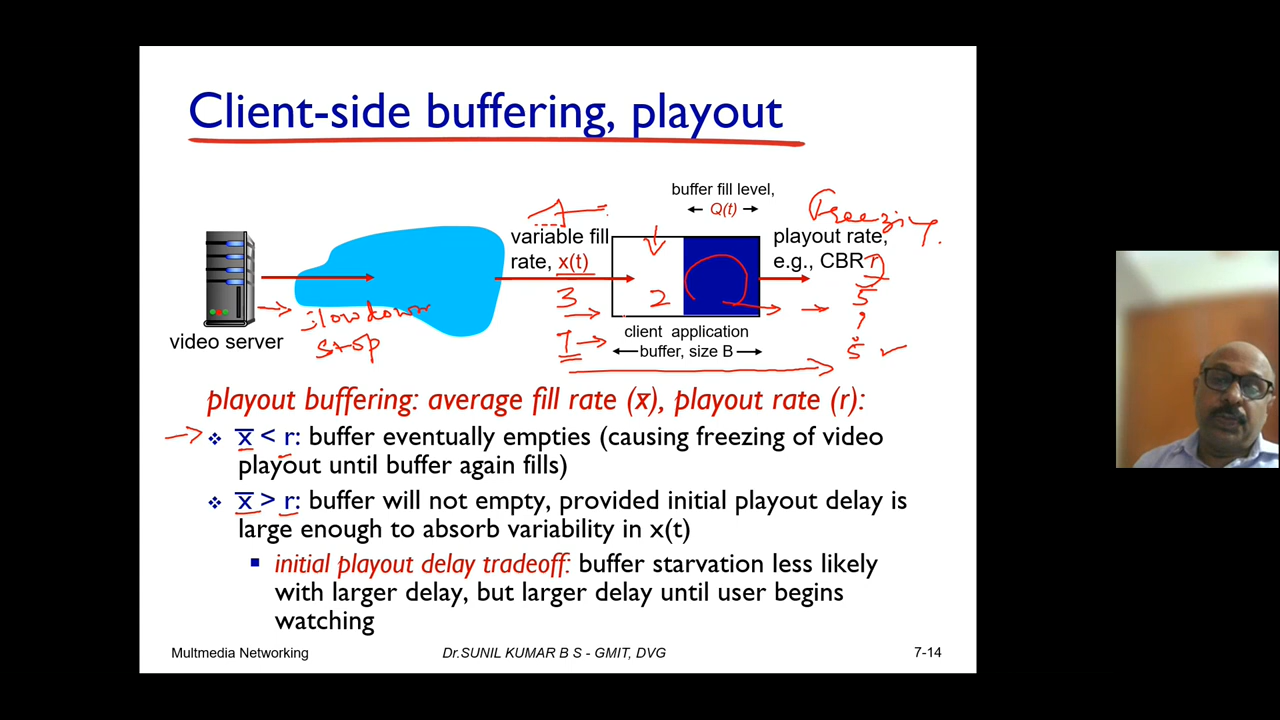 Client-side buffering, playout
buffer fill level,
Q(t)
Freezing.
variable fill
rate, x(t)
playout rate,
e.g., CBR
3
2
5
slow down
stop
7
5
video server
client application
buffer, size B
playout buffering: average fill rate (x̄), playout rate (r):
❖ x̄ < r: buffer eventually empties (causing freezing of video
playout until buffer again fills)
❖ x̄ > r: buffer will not empty, provided initial playout delay is
large enough to absorb variability in x(t)
▪ initial playout delay tradeoff: buffer starvation less likely
with larger delay, but larger delay until user begins
watching
Multmedia Networking
Dr.SUNIL KUMAR B S - GMIT, DVG
7-14